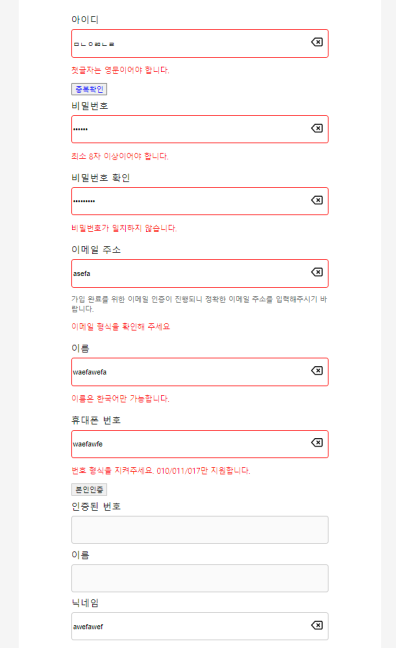 아이디
ㅁㄴㅇㄻㄴㄹ
첫글자는 영문이어야 합니다.
중복확인
비밀번호
••••••
최소 8자 이상이어야 합니다.
비밀번호 확인
•••••••••
비밀번호가 일치하지 않습니다.
이메일 주소
asefa
가입 완료를 위한 이메일 인증이 진행되니 정확한 이메일 주소를 입력해주시기 바
랍니다.
이메일 형식을 확인해 주세요
이름
waefawefa
이름은 한국어만 가능합니다.
휴대폰 번호
waefawfe
번호 형식을 지켜주세요. 010/011/017만 지원합니다.
본인인증
인증된 번호
이름
닉네임
awefawef